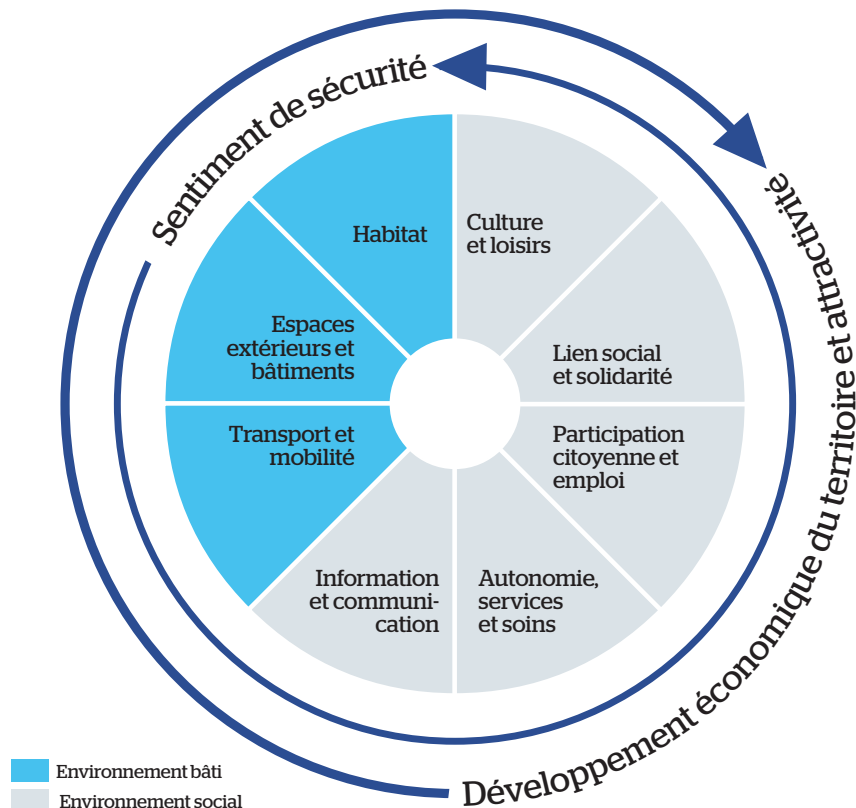 Sentiment de sécurité
Développement économique du territoire et attractivité
Habitat
Culture
et loisirs
Espaces
extérieurs et
bâtiments
Lien social
et solidarité
Transport et
mobilité
Participation
citoyenne et
emploi
Information
et communi-
cation
Autonomie,
services
et soins
Environnement bâti
Environnement social